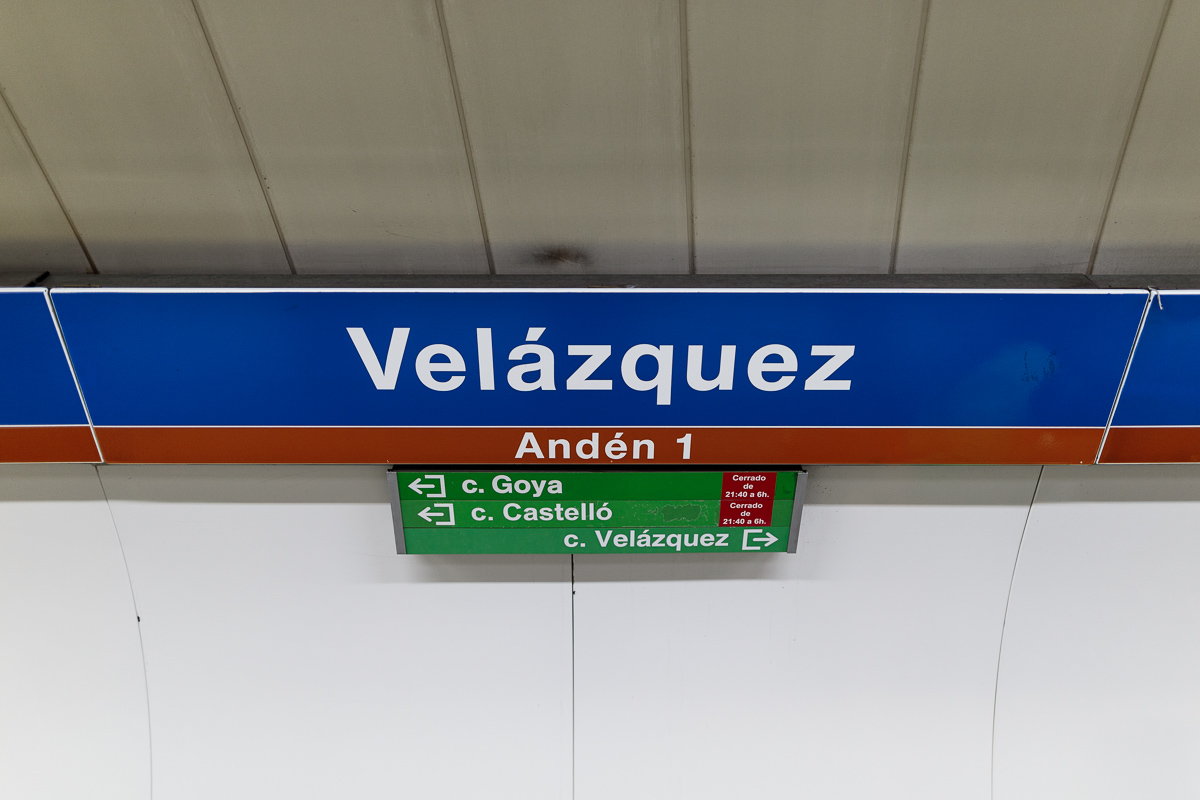 Velázquez
Andén 1
c. Goya
Cerrado
de
21:40 a 6h.
c. Castelló
Cerrado
de
21:40 a 6h.
c. Velázquez